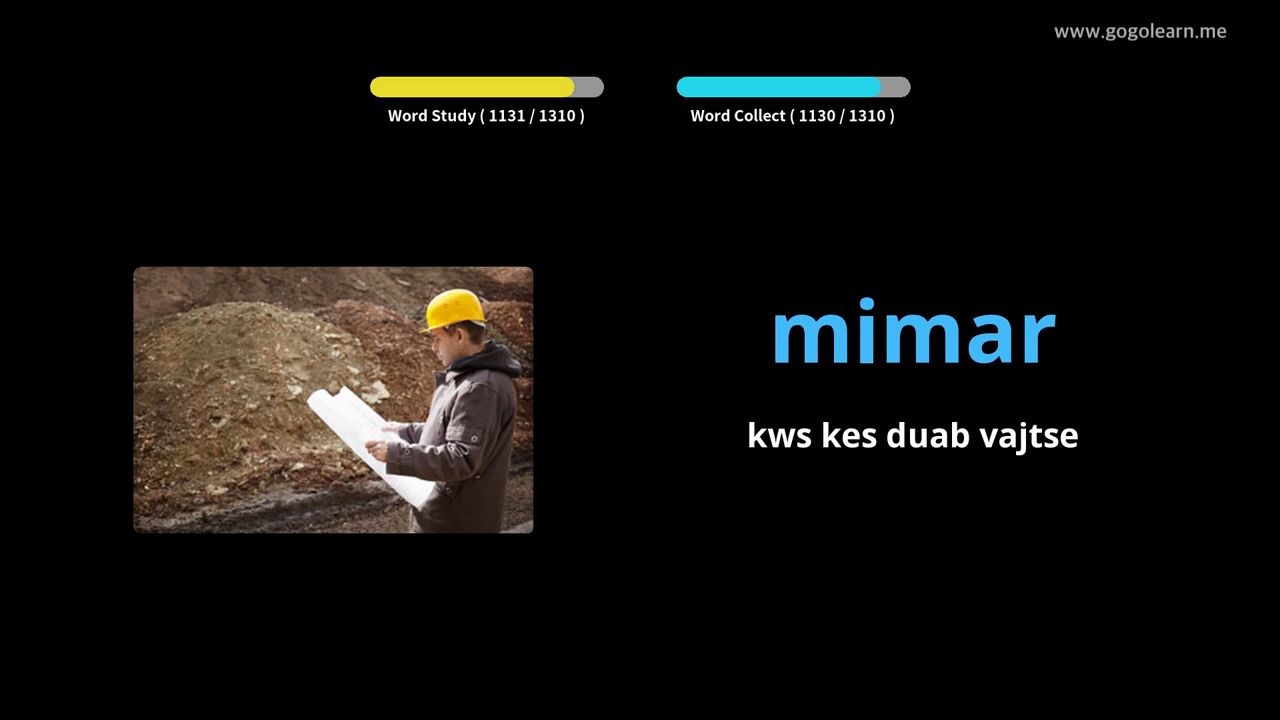 www.gogolearn.me
Word Study ( 1131 / 1310 )
Word Collect ( 1130 / 1310 )
mimar
kws kes duab vajtse